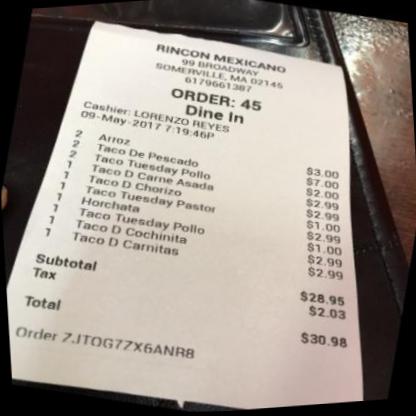 RINCON MEXICANO
99 BROADWAY
SOMERVILLE, MA 02145
6179661387
ORDER: 45
Dine In
Cashier: LORENZO REYES
09-May-2017 7:19:46P
2 Arroz $3.00
2 Taco De Pescado $7.00
2 Taco Tuesday Pollo $2.00
1 Taco D Carne Asada $2.99
1 Taco D Chorizo $2.99
1 Taco Tuesday Pastor $1.00
1 Horchata $2.99
1 Taco Tuesday Pollo $1.00
1 Taco D Cochinita $2.99
1 Taco D Carnitas $2.99
Subtotal $28.95
Tax $2.03
Total $30.98
Order ZJTOG7ZX6ANR8